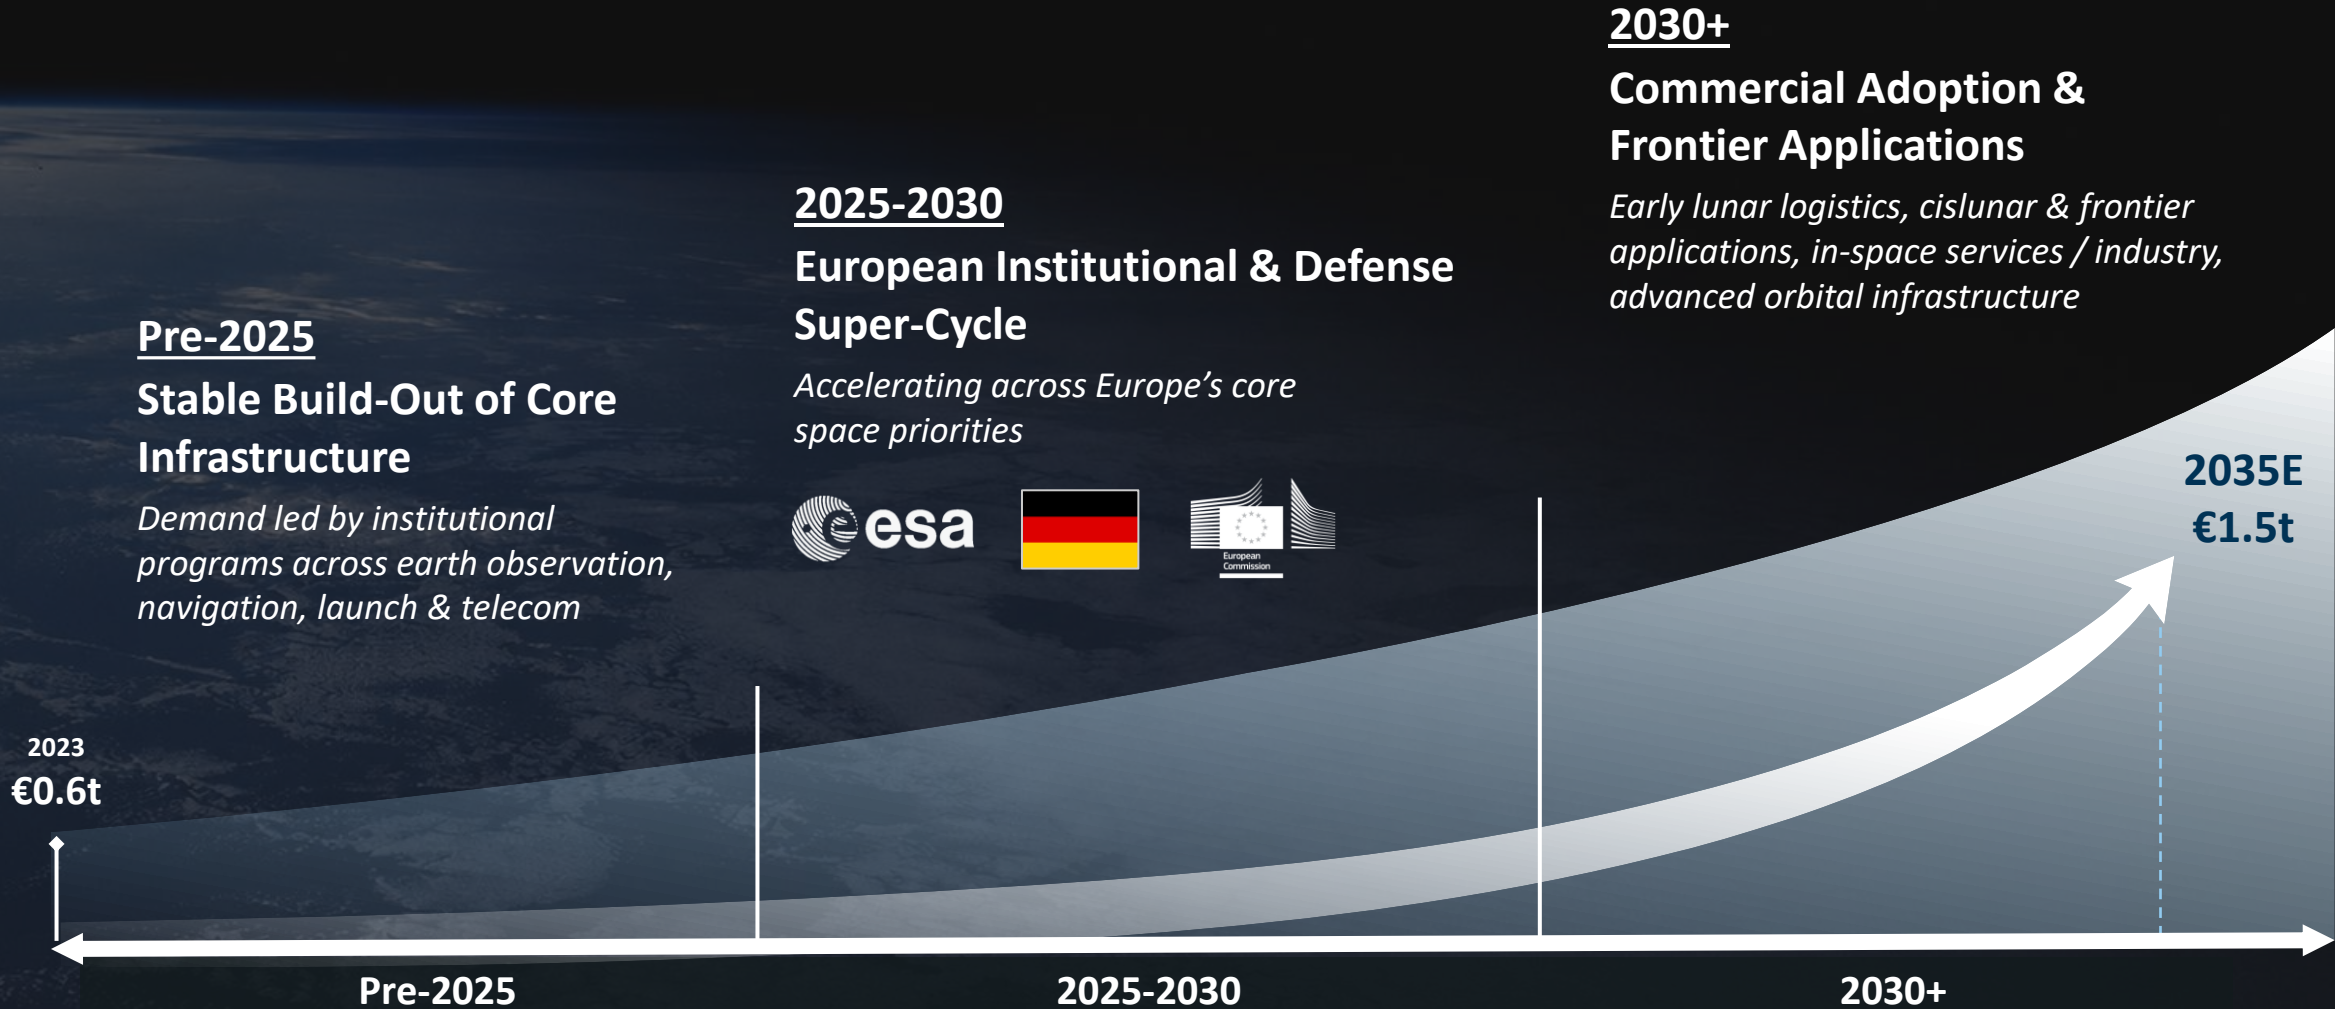 Pre-2025
Stable Build-Out of Core
Infrastructure
Demand led by institutional
programs across earth observation,
navigation, launch & telecom
2025-2030
European Institutional & Defense
Super-Cycle
Accelerating across Europe’s core
space priorities
esa
European
Commission
2030+
Commercial Adoption &
Frontier Applications
Early lunar logistics, cislunar & frontier
applications, in-space services / industry,
advanced orbital infrastructure
2023
€0.6t
2035E
€1.5t
Pre-2025
2025-2030
2030+